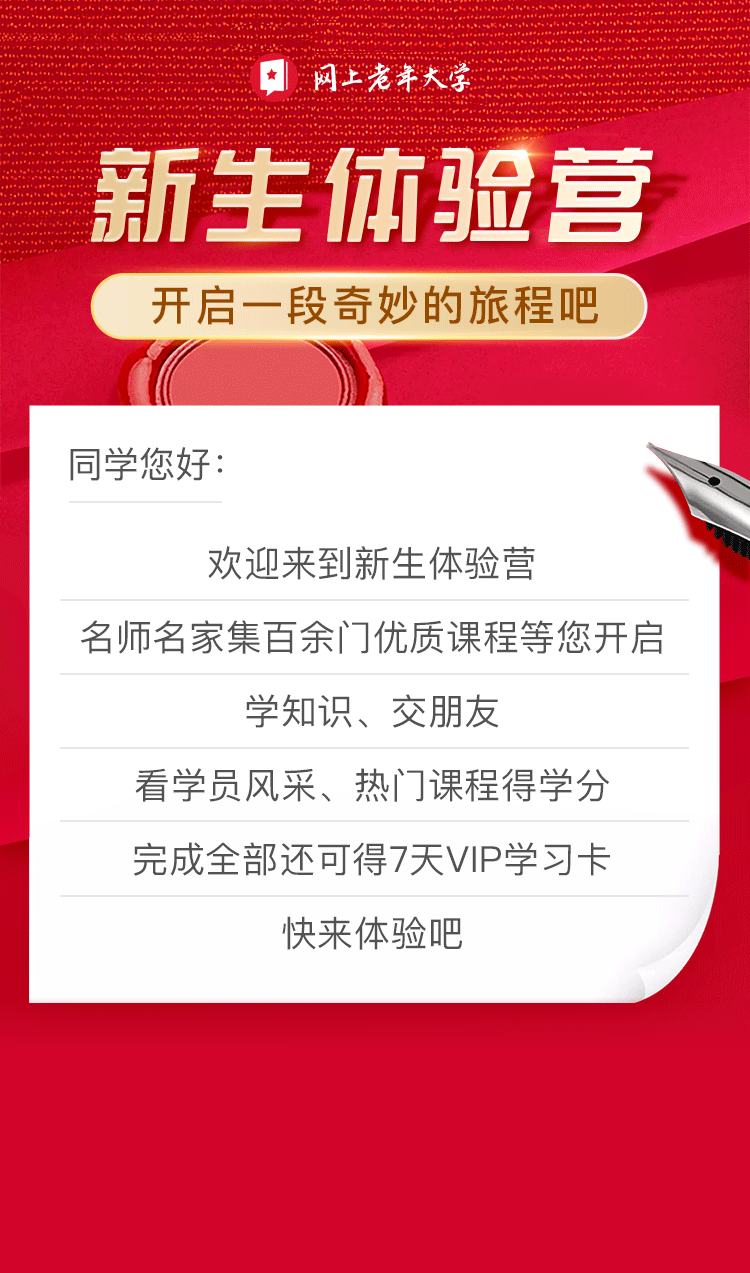 网上老年大学
新生体验营
开启一段奇妙的旅程吧
同学您好：
欢迎来到新生体验营
名师名家集百余门优质课程等您开启
学知识、交朋友
看学员风采、热门课程得学分
完成全部还可得7天VIP学习卡
快来体验吧